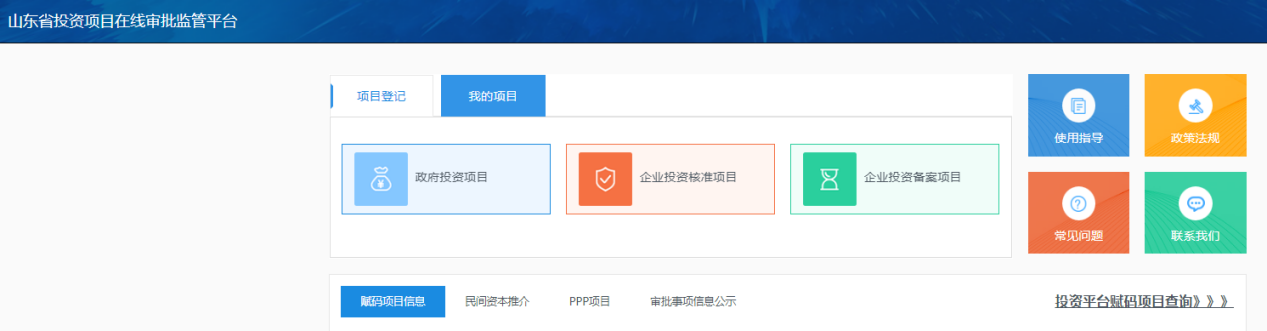 山东省投资项目在线审批监管平台
项目登记 我的项目
政府投资项目 企业投资核准项目 企业投资备案项目
使用指导 政策法规
常见问题 联系我们
赋码项目信息 民间资本推介 PPP项目 审批事项信息公示 投资平台赋码项目查询》》》